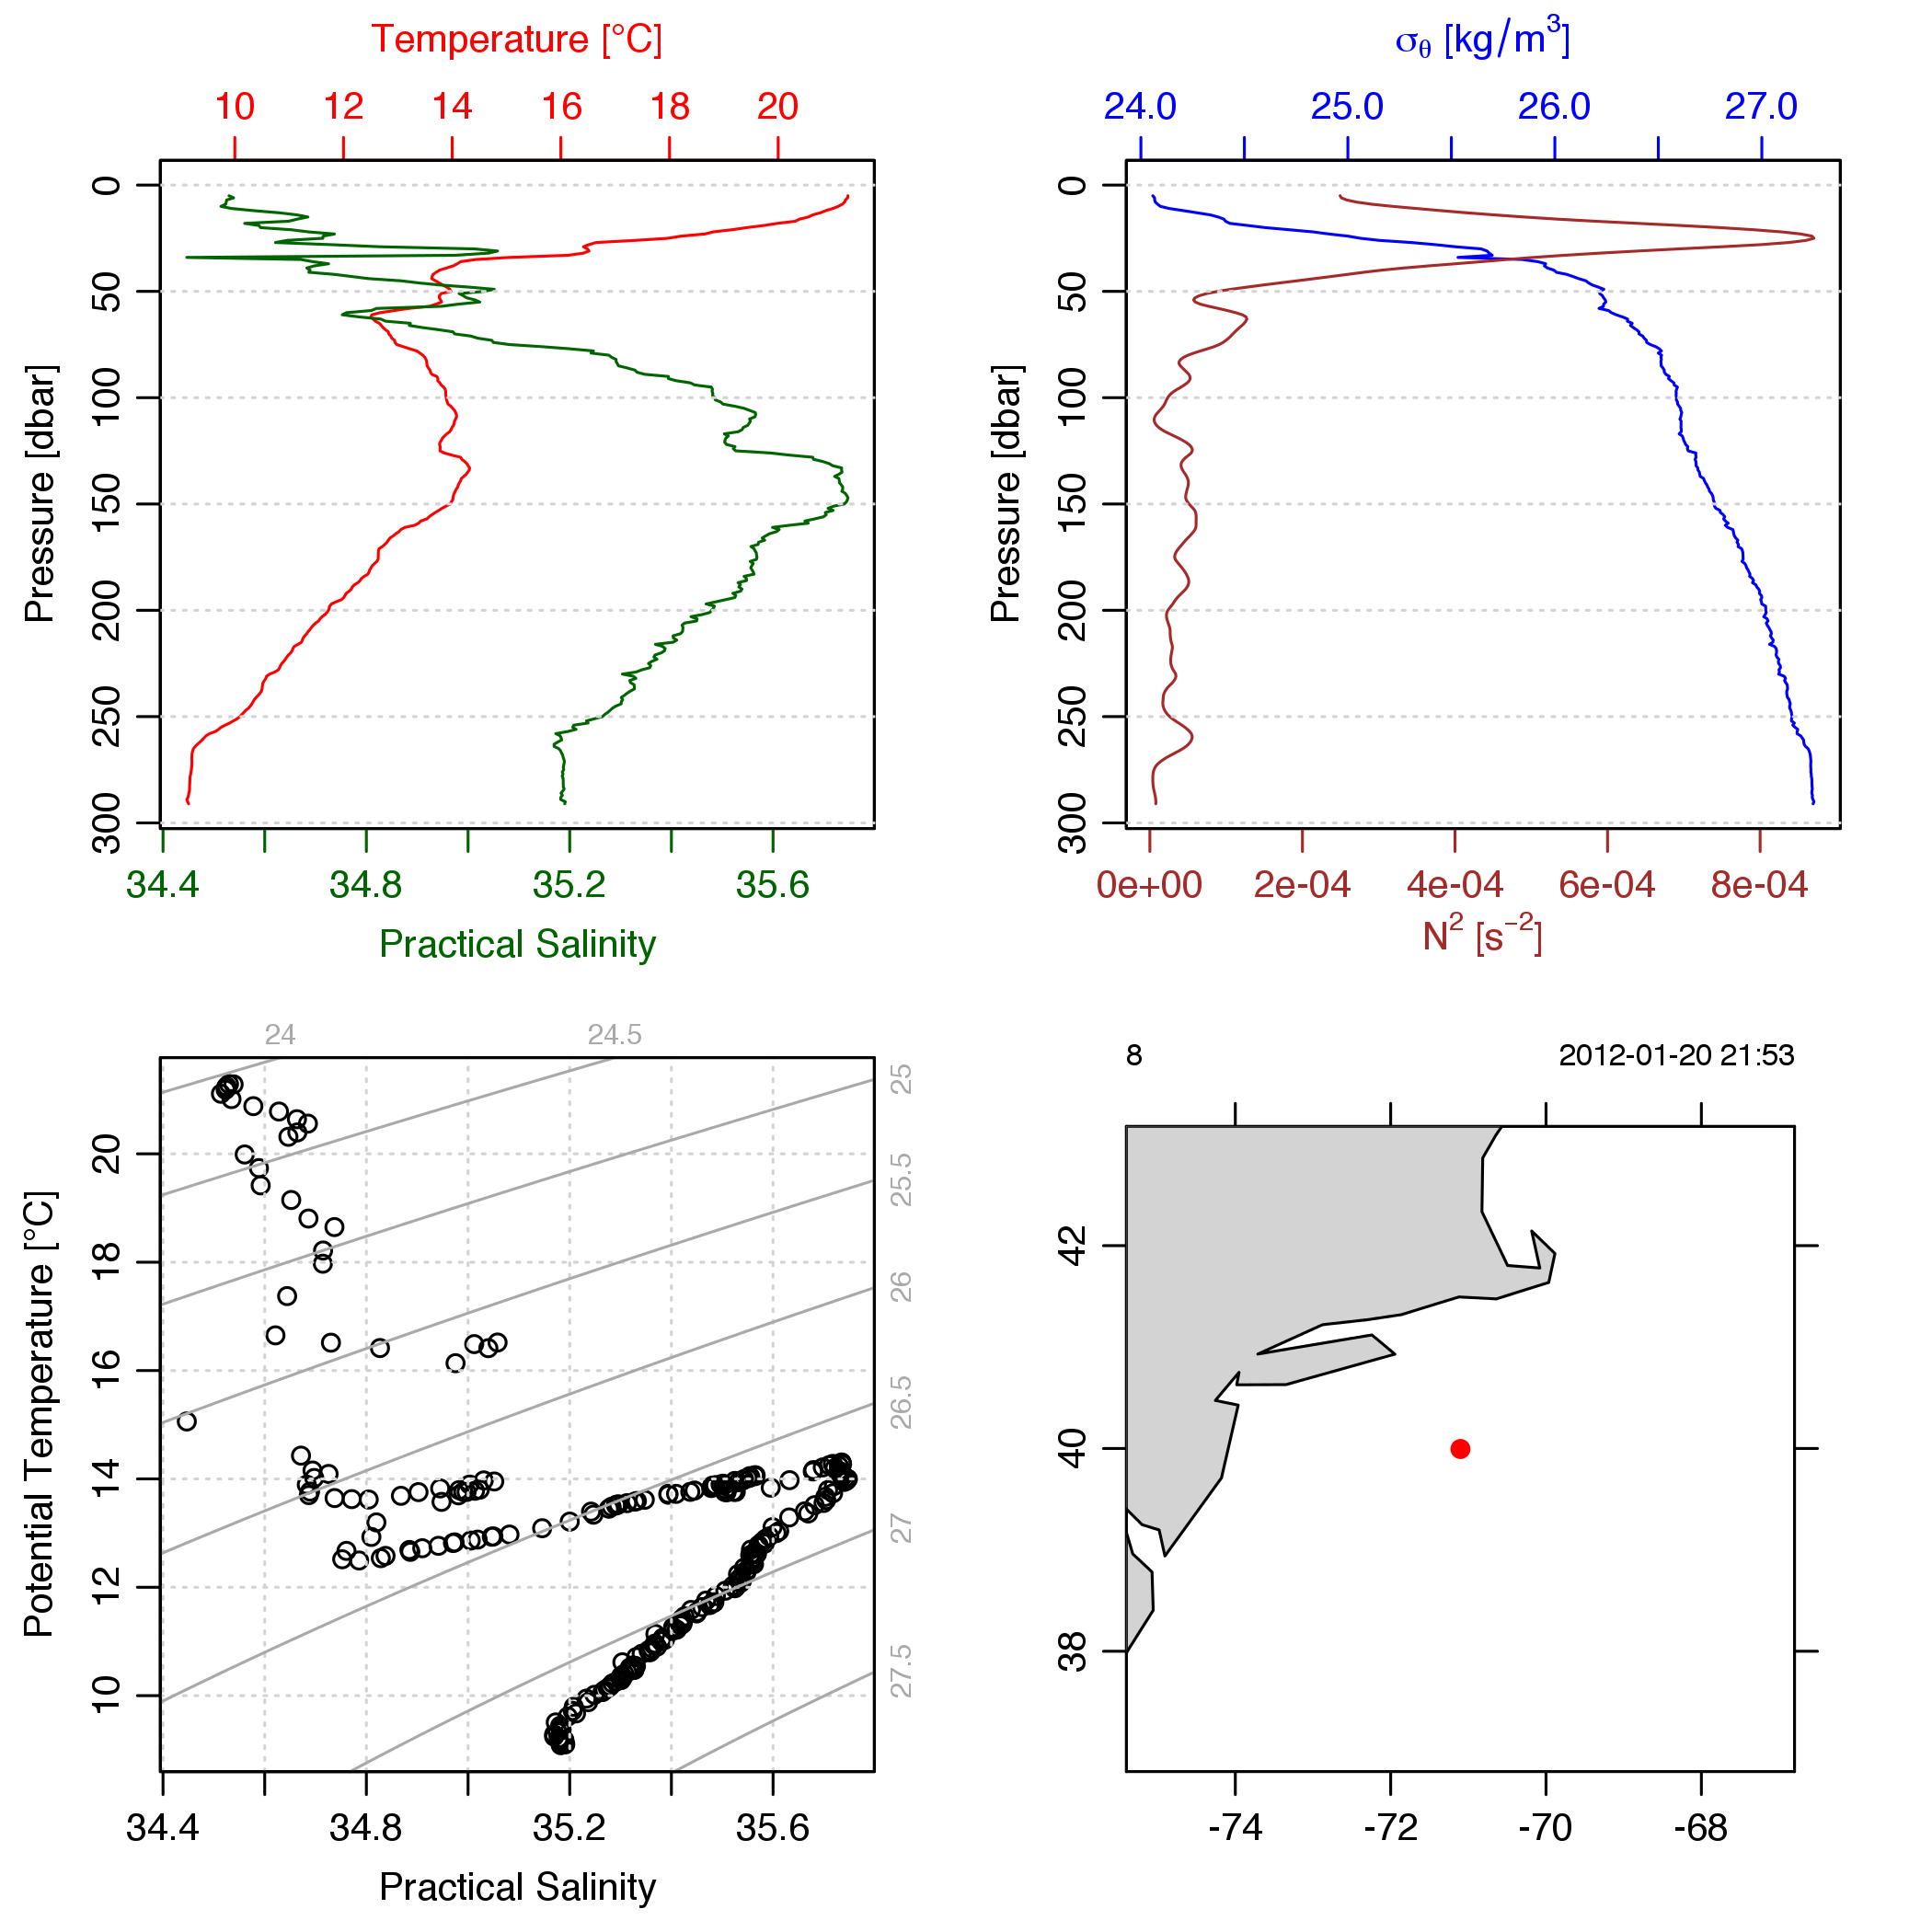 Temperature [°C]
10 12 14 16 18 20
0
50
100
150
200
250
300
Pressure [dbar]
34.4 34.8 35.2 35.6
Practical Salinity
σθ [kg/m³]
24.0 25.0 26.0 27.0
0
50
100
150
200
250
300
Pressure [dbar]
0e+00 2e-04 4e-04 6e-04 8e-04
N² [s⁻²]
24 24.5
25
25.5
26
26.5
27
27.5
20
18
16
14
12
10
Potential Temperature [°C]
34.4 34.8 35.2 35.6
Practical Salinity
8 2012-01-20 21:53
42
40
38
-74 -72 -70 -68